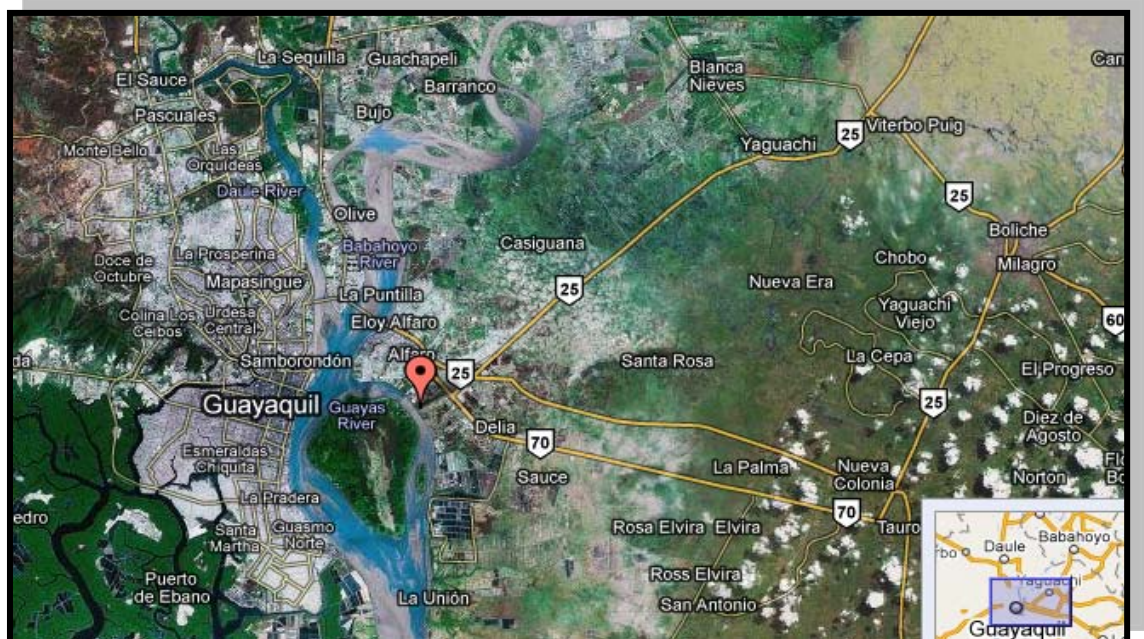 La Sequilla
Guachapeli
Blanca
Nieves
El Sauce
Barranco
Pascuales
Bujo
25
Viterbo Puig
Monte Bello
Las
Orquídeas
Yaguachi
Daule River
25
Olive
Boliche
Doce de
Octubre
La Prosperina
Babahoyo
River
Casiguana
Chobo
Milagro
Mapasingue
La Puntilla
25
Nueva Era
Colina Los
Ceibos
Urdesa
Central
Eloy Alfaro
Yaguachi
Viejo
60
Samborondón
Alfaro
25
Santa Rosa
La Cepa
El Progreso
Guayaquil
Guayas
River
25
Delia
Diez de
Agosto
Esmeraldas
Chiquita
70
Sauce
La Palma
Nueva
Colonia
Norton
La Pradera
70
Tauro
Santa
Martha
Guasmo
Norte
Rosa Elvira
Elvira
Daule
Babahoyo
Puerto
de Ebano
Ross Elvira
Yaguachi
La Unión
San Antonio
Guayaquil